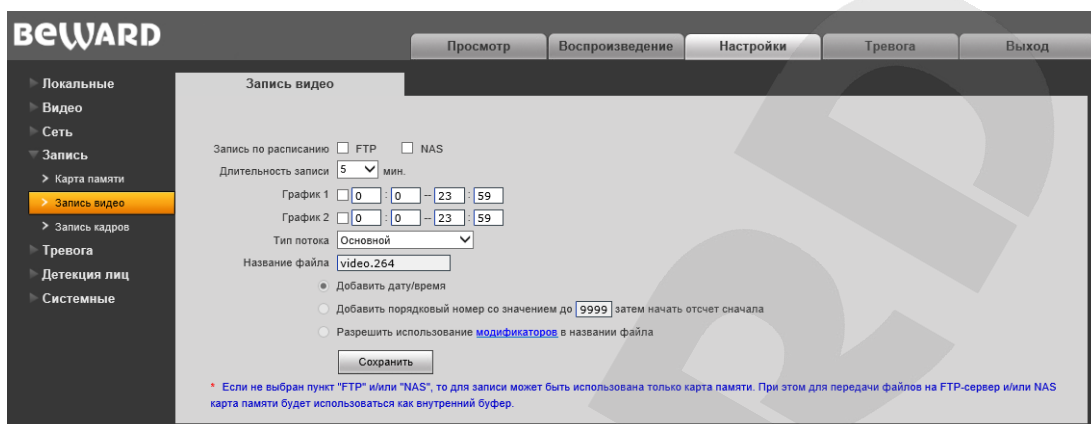 BEWARD
Просмотр
Воспроизведение
Настройки
Тревога
Выход
Локальные
Видео
Сеть
Запись
Карта памяти
Запись видео
Запись кадров
Тревога
Детекция лиц
Системные
Запись видео
Запись по расписанию FTP NAS
Длительность записи 5 мин.
График 1 0 : 0 -- 23 : 59
График 2 0 : 0 -- 23 : 59
Тип потока Основной
Название файла video.264
Добавить дату/время
Добавить порядковый номер со значением до 9999 затем начать отсчет сначала
Разрешить использование модификаторов в названии файла
Сохранить
* Если не выбран пункт "FTP" и/или "NAS", то для записи может быть использована только карта памяти. При этом для передачи файлов на FTP-сервер и/или NAS
карта памяти будет использоваться как внутренний буфер.